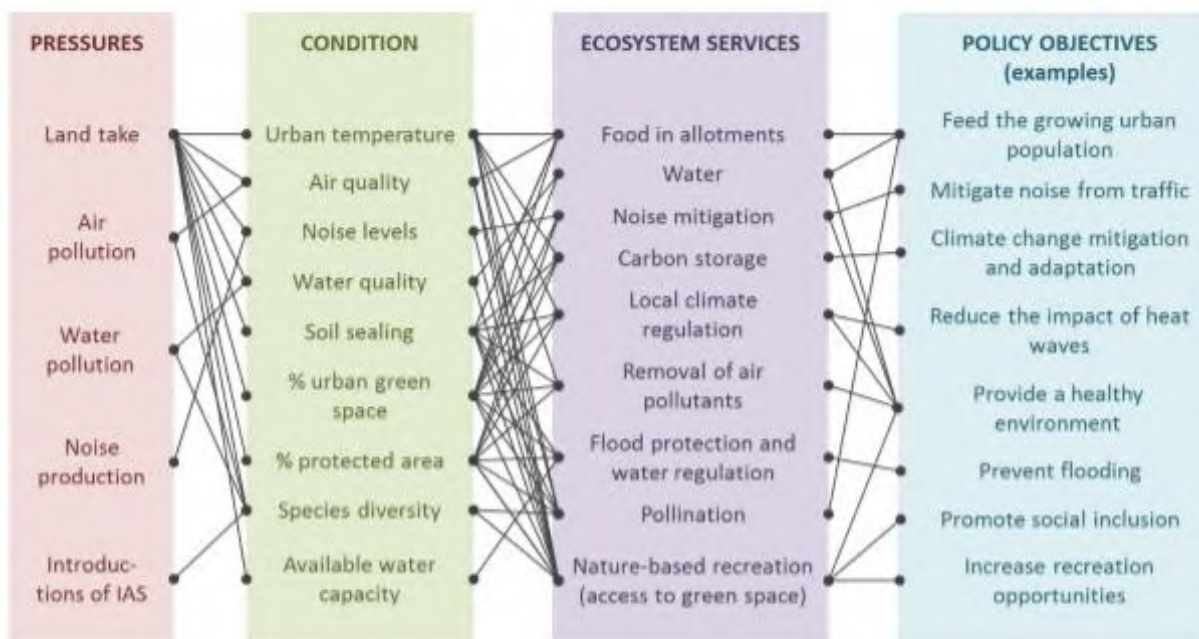 PRESSURES
Land take
Air
pollution
Water
pollution
Noise
production
Introduc-
tions of IAS
CONDITION
Urban temperature
Air quality
Noise levels
Water quality
Soil sealing
% urban green
space
% protected area
Species diversity
Available water
capacity
ECOSYSTEM SERVICES
Food in allotments
Water
Noise mitigation
Carbon storage
Local climate
regulation
Removal of air
pollutants
Flood protection and
water regulation
Pollination
Nature-based recreation
(access to green space)
POLICY OBJECTIVES
(examples)
Feed the growing urban
population
Mitigate noise from traffic
Climate change mitigation
and adaptation
Reduce the impact of heat
waves
Provide a healthy
environment
Prevent flooding
Promote social inclusion
Increase recreation
opportunities